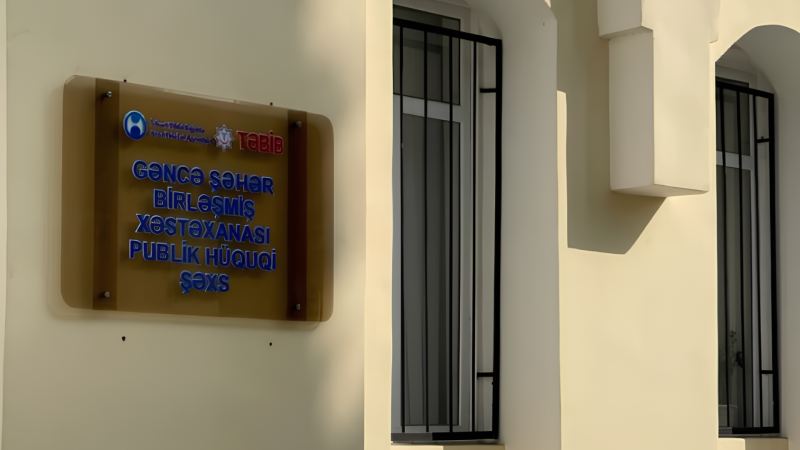 TƏBİB
GƏNCƏ ŞƏHƏR
BİRLƏŞMİŞ
XƏSTƏXANASI
PUBLİK HÜQUQİ
ŞƏXS